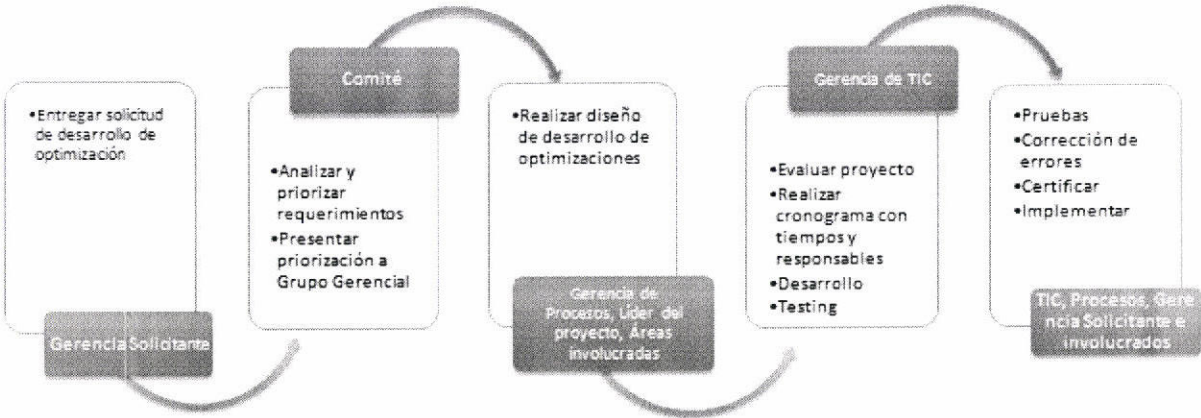 •Entregar solicitud
de desarrollo de
optimización
Gerencia Solicitante
Comité
•Analizar y
priorizar
requerimientos
•Presentar
priorización a
Grupo Gerencial
•Realizar diseño
de desarrollo de
optimizaciones
Gerencia de
Procesos, Líder del
proyecto, Áreas
involucradas
Gerencia de TIC
•Evaluar proyecto
•Realizar
cronograma con
tiempos y
responsables
•Desarrollo
•Testing
•Pruebas
•Corrección de
errores
•Certificar
•Implementar
TIC, Procesos, Gere
ncia Solicitante e
involucrados